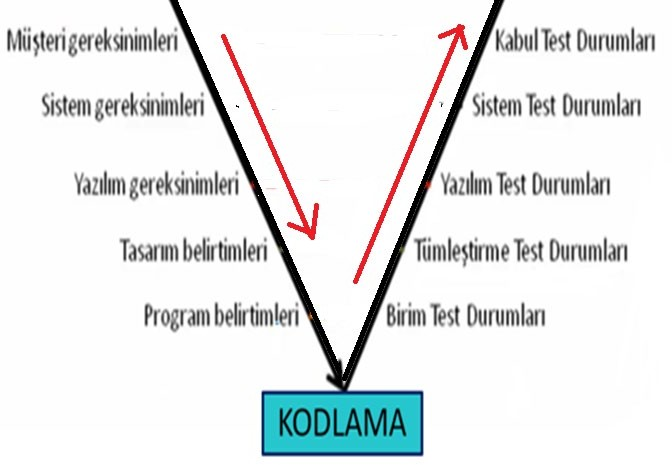 Müşteri gereksinimleri
Kabul Test Durumları
Sistem gereksinimleri
Sistem Test Durumları
Yazılım gereksinimleri
Yazılım Test Durumları
Tasarım belirtimleri
Tümleştirme Test Durumları
Program belirtimleri
Birim Test Durumları
KODLAMA